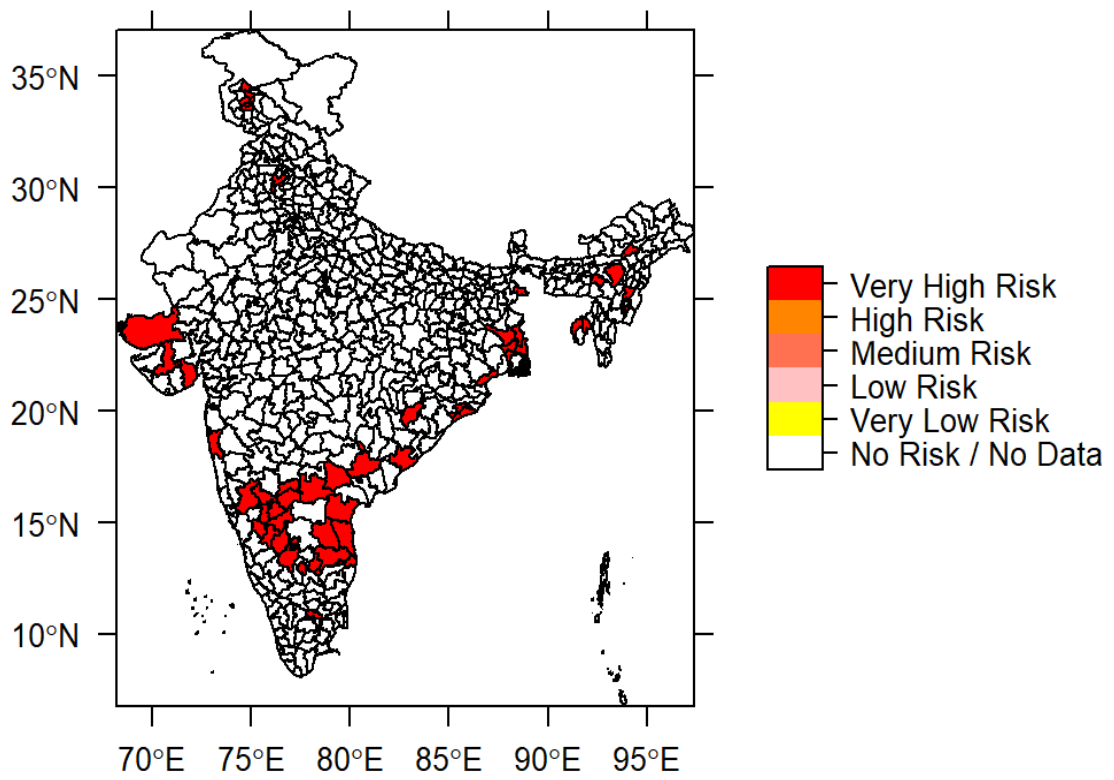 35°N
30°N
25°N
20°N
15°N
10°N
70°E 75°E 80°E 85°E 90°E 95°E
Very High Risk
High Risk
Medium Risk
Low Risk
Very Low Risk
No Risk / No Data